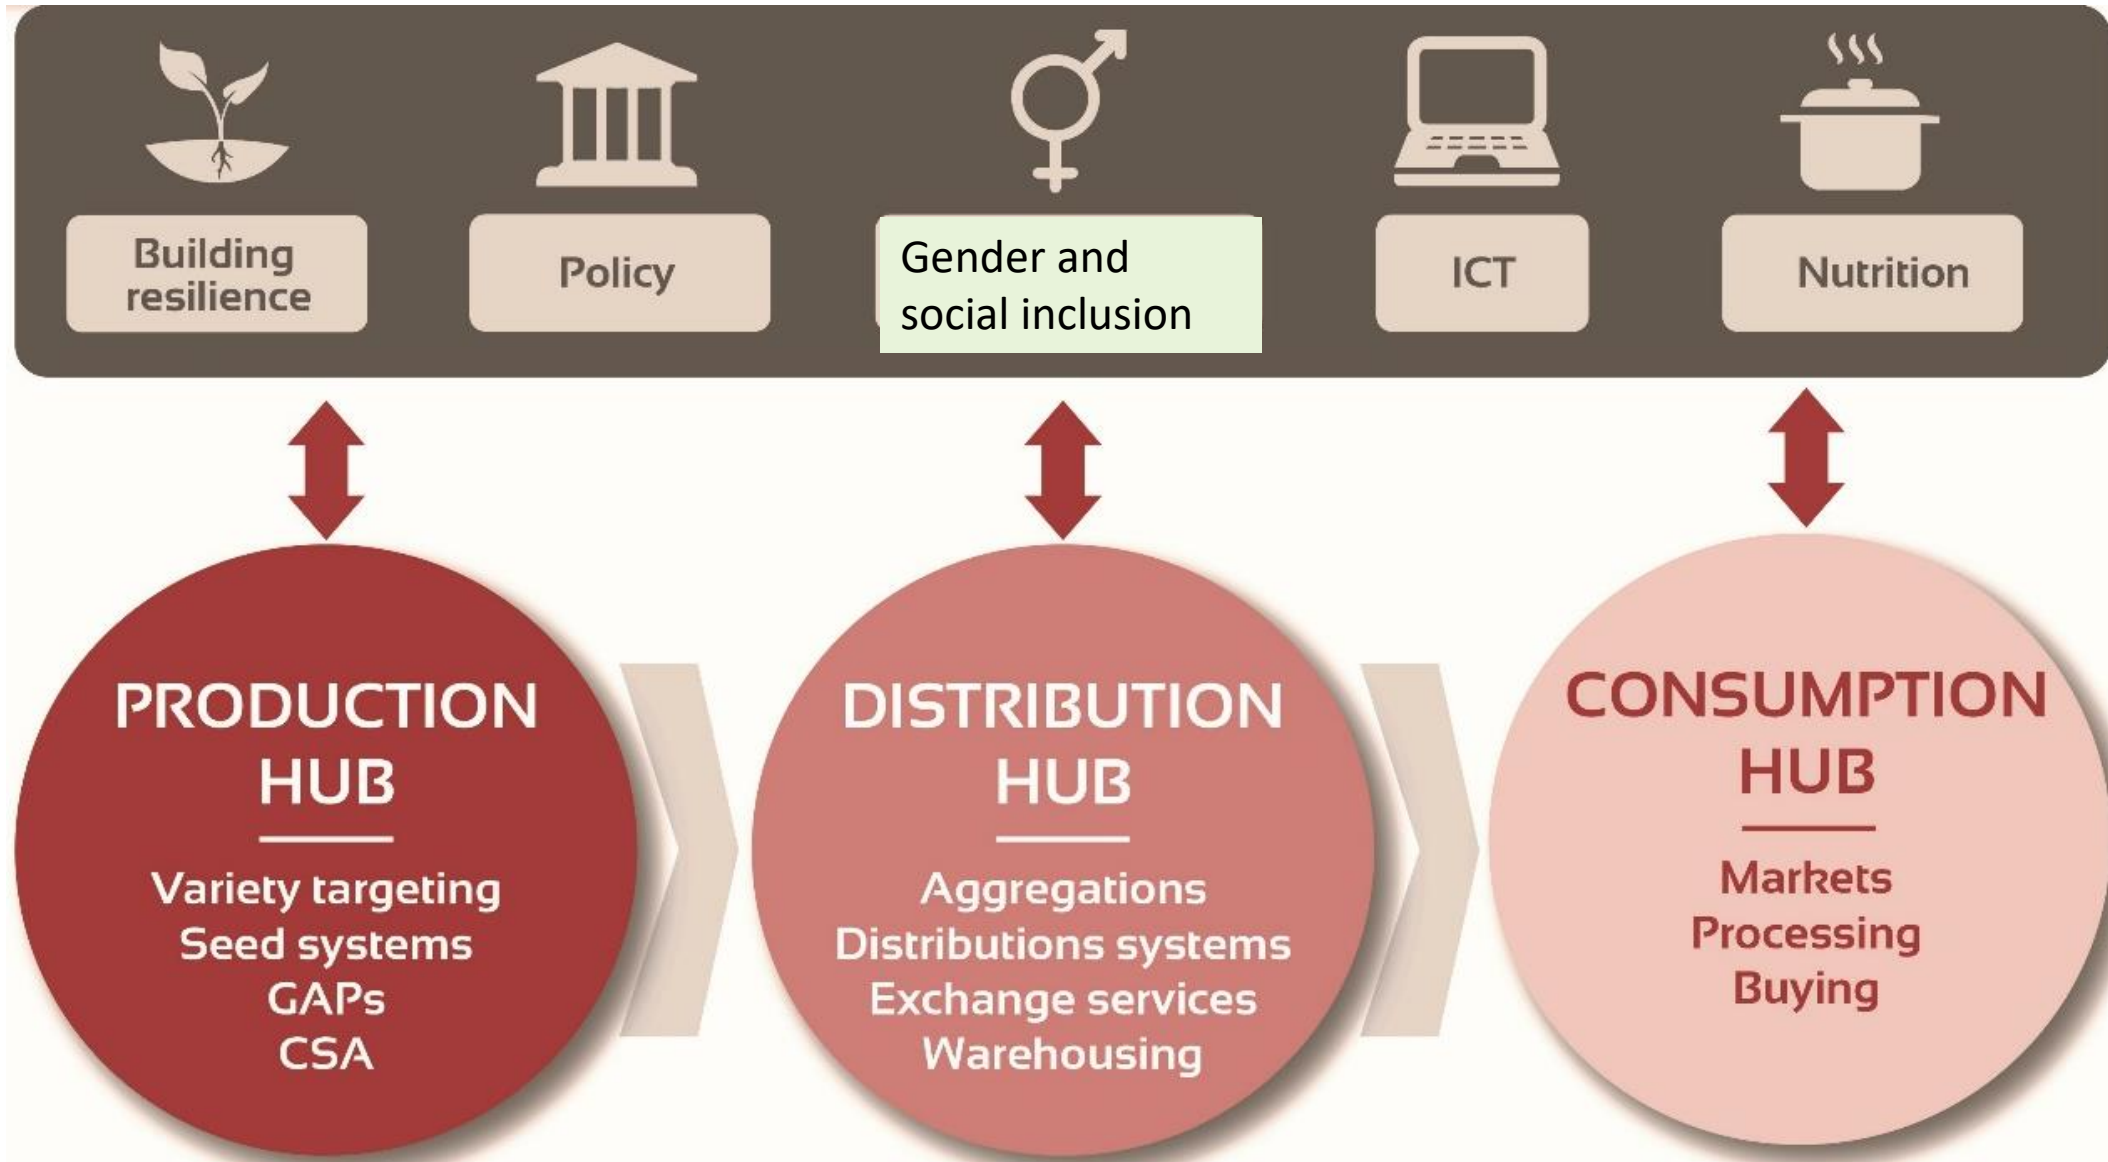 Building
resilience
Policy
Gender and
social inclusion
ICT
Nutrition
PRODUCTION
HUB
Variety targeting
Seed systems
GAPs
CSA
DISTRIBUTION
HUB
Aggregations
Distributions systems
Exchange services
Warehousing
CONSUMPTION
HUB
Markets
Processing
Buying